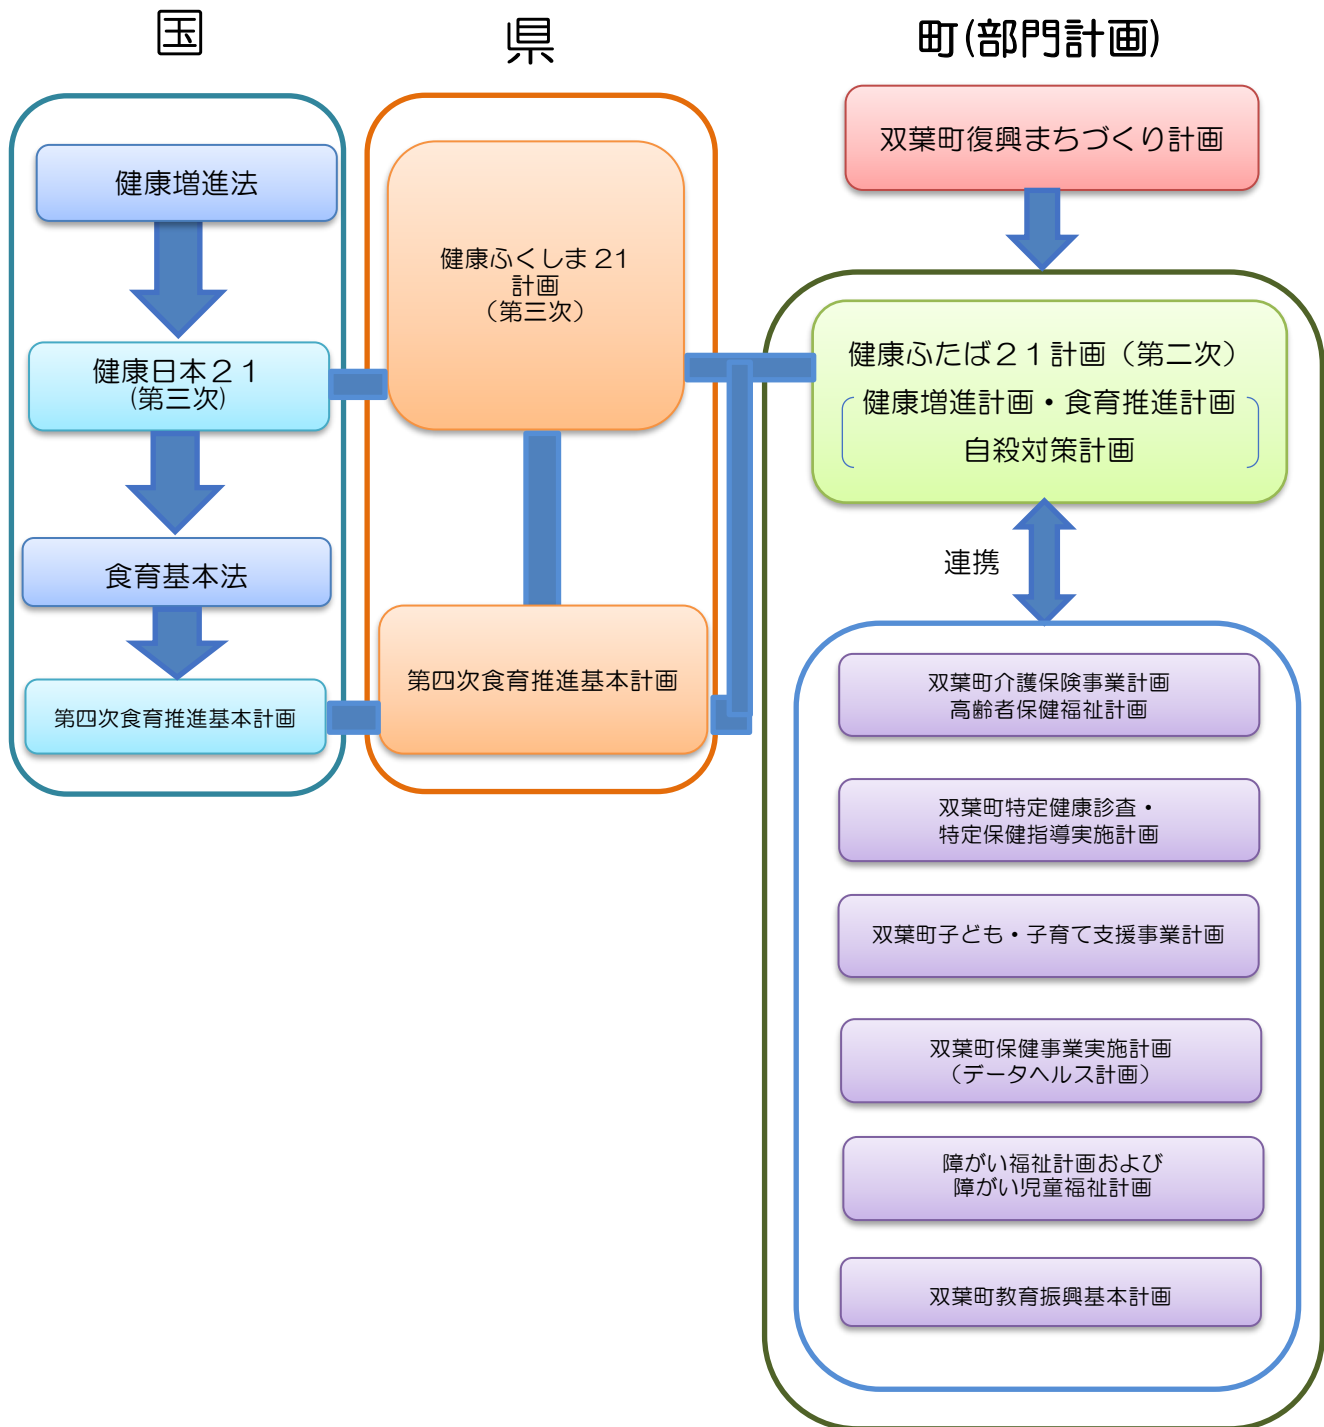 国
県
町(部門計画)
健康増進法
健康日本２１
(第三次)
食育基本法
第四次食育推進基本計画
健康ふくしま 21
計画
（第三次）
第四次食育推進基本計画
双葉町復興まちづくり計画
健康ふたば２１計画（第二次）
健康増進計画・食育推進計画
自殺対策計画
連携
双葉町介護保険事業計画
高齢者保健福祉計画
双葉町特定健康診査・
特定保健指導実施計画
双葉町子ども・子育て支援事業計画
双葉町保健事業実施計画
（データヘルス計画）
障がい福祉計画および
障がい児童福祉計画
双葉町教育振興基本計画